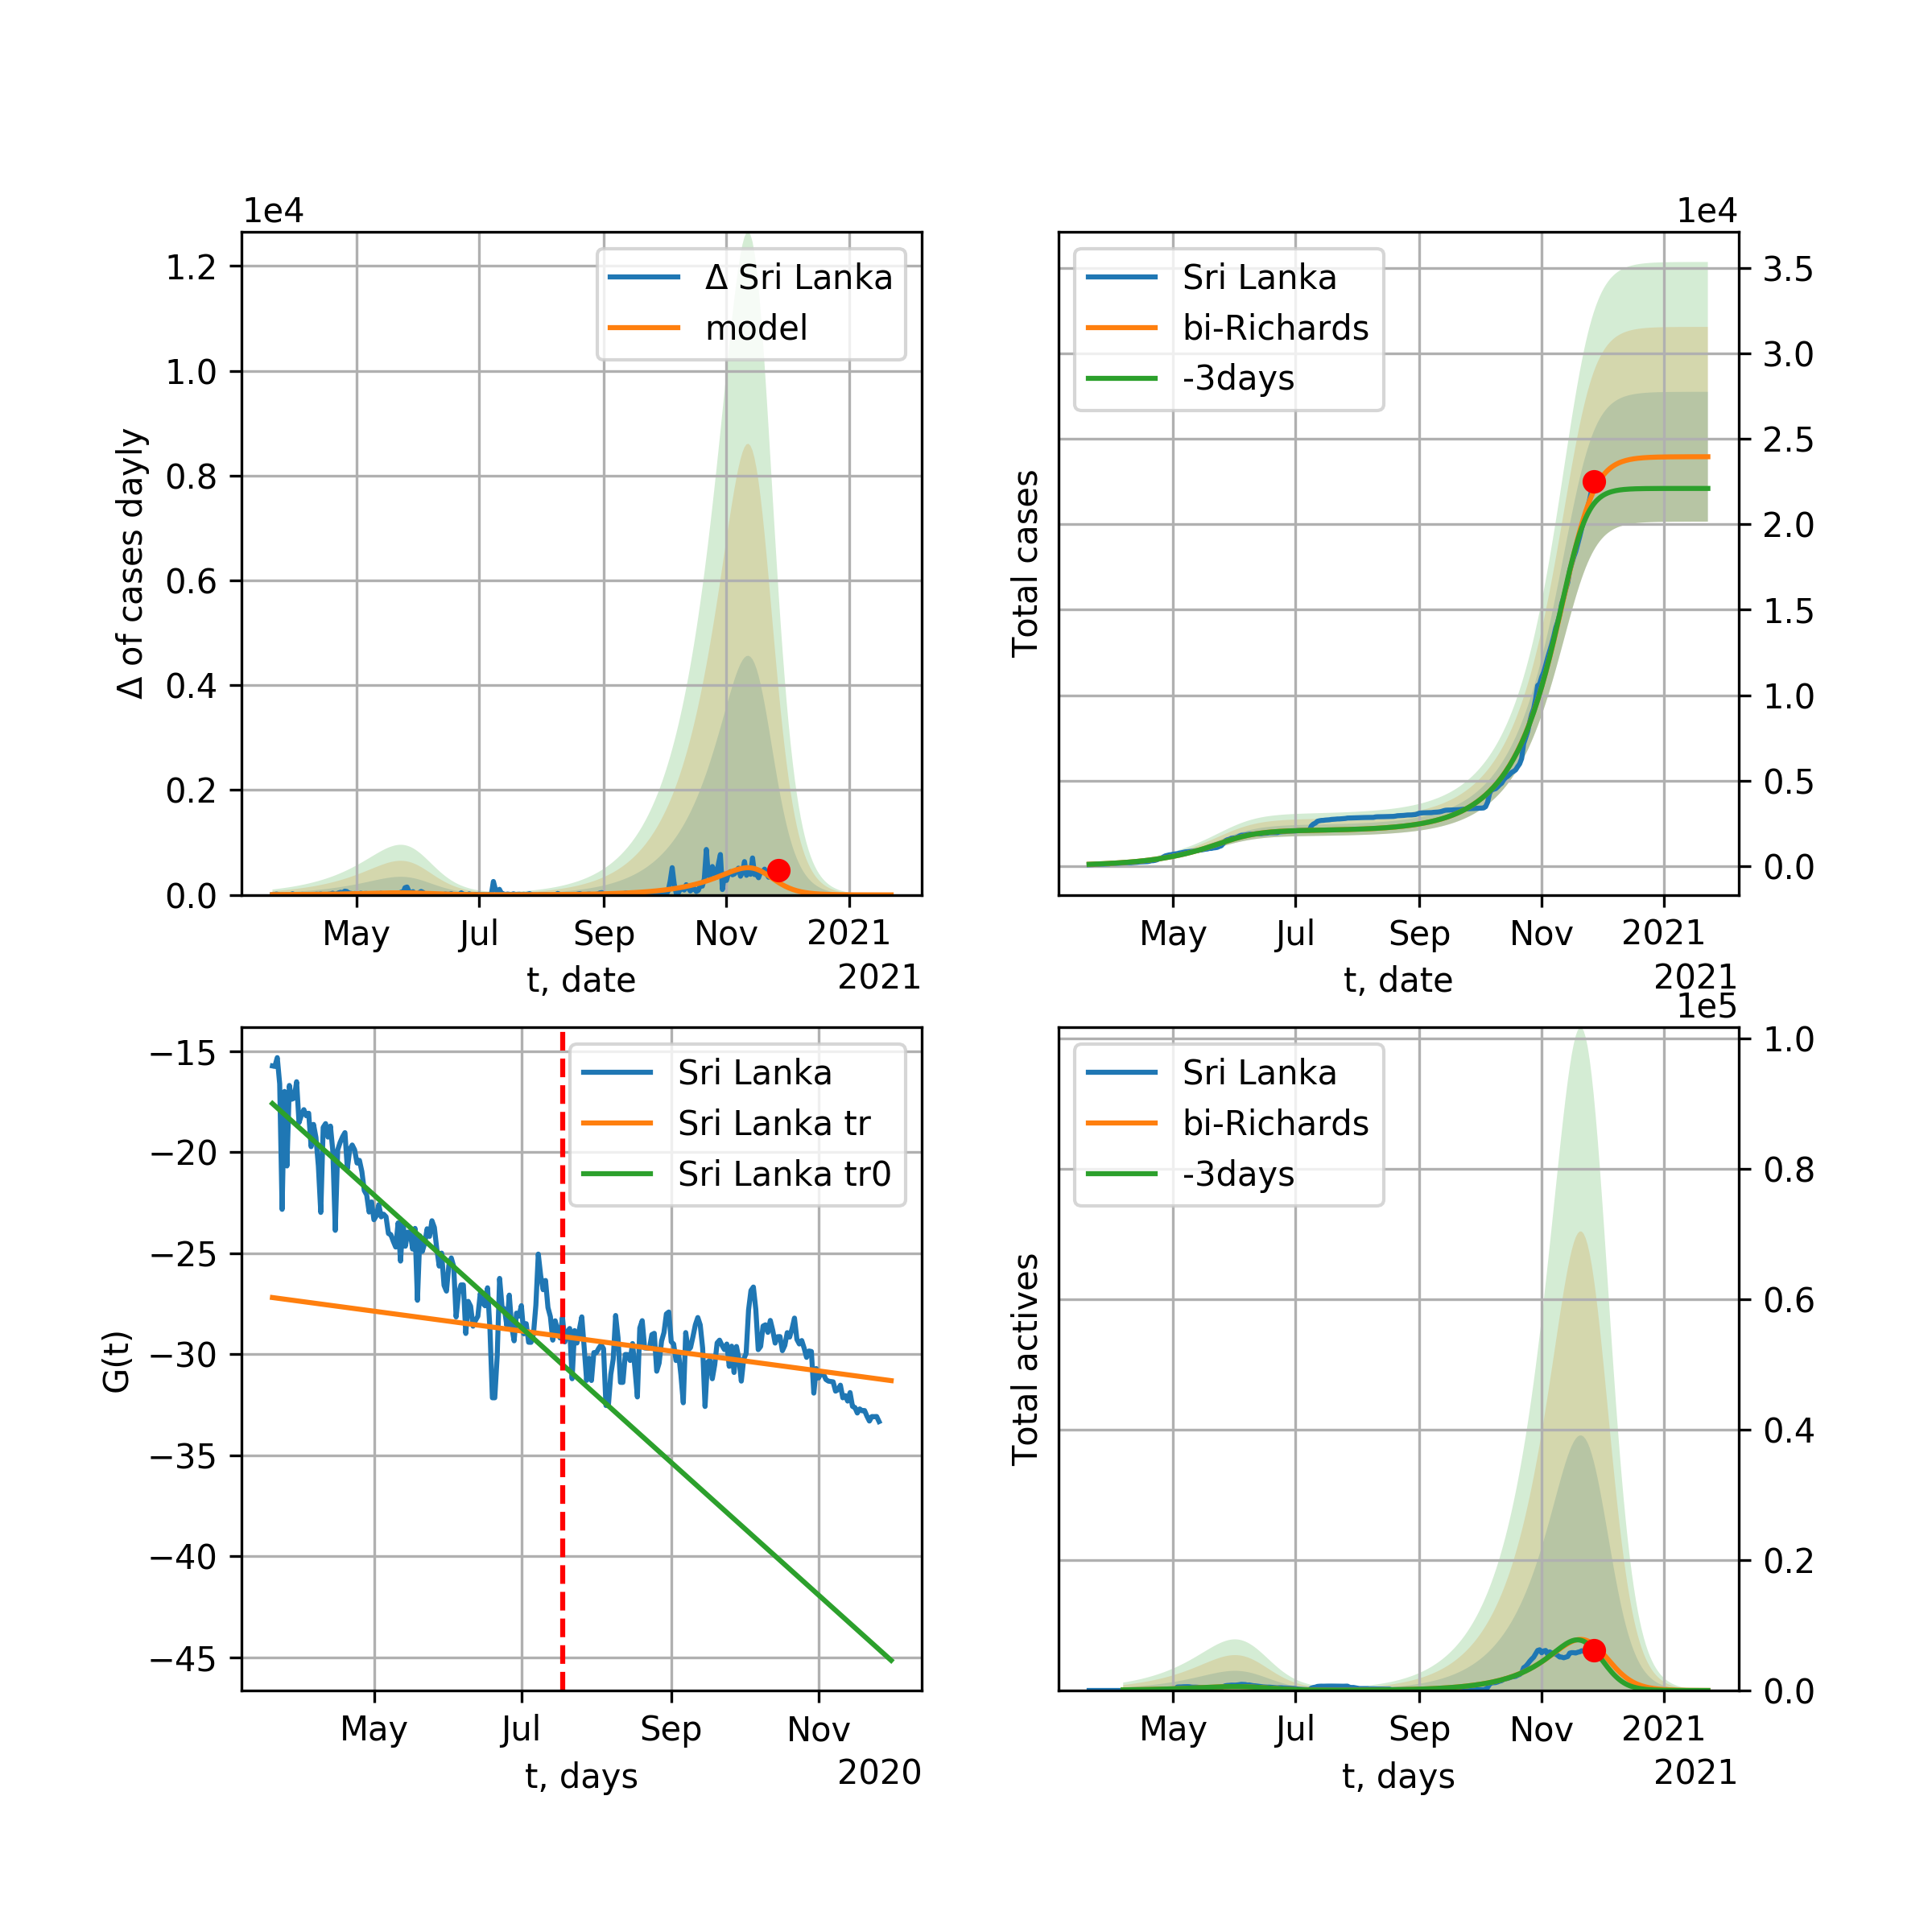 1e4
1.2
1.0
0.8
0.6
0.4
0.2
0.0
Δ of cases dayly
Δ Sri Lanka
model
May
Jul
Sep
Nov
2021
t, date
2021
1e4
Sri Lanka
bi-Richards
-3days
Total cases
3.5
3.0
2.5
2.0
1.5
1.0
0.5
0.0
May
Jul
Sep
Nov
2021
t, date
2021
−15
−20
−25
−30
−35
−40
−45
G(t)
Sri Lanka
Sri Lanka tr
Sri Lanka tr0
May
Jul
Sep
Nov
t, days
2020
1e5
Sri Lanka
bi-Richards
-3days
Total actives
1.0
0.8
0.6
0.4
0.2
0.0
May
Jul
Sep
Nov
2021
t, days
2021